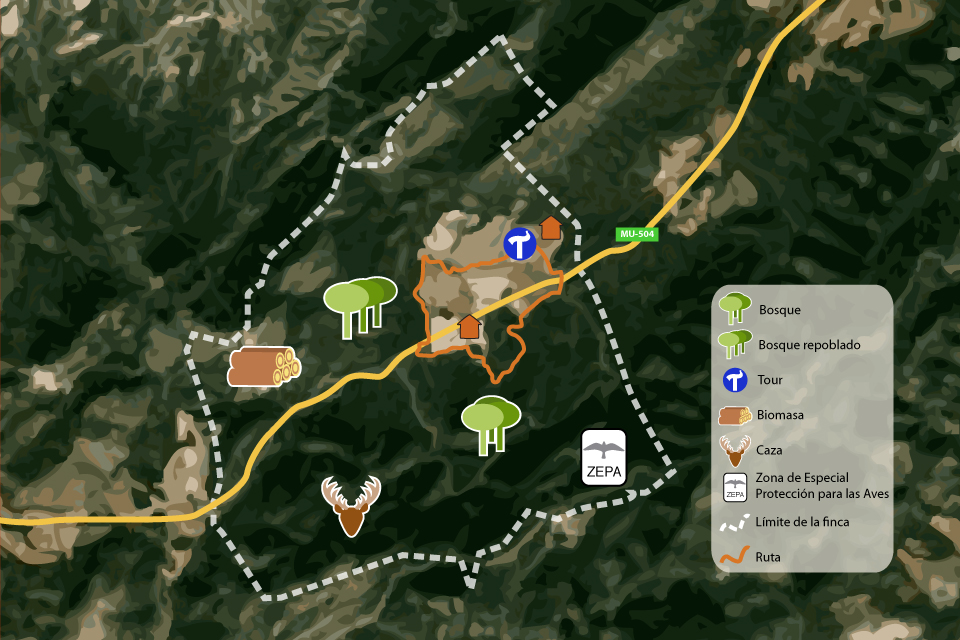 MU-504
ZEPA
Bosque
Bosque repoblado
Tour
Biomasa
Caza
ZEPA
Zona de Especial
Protección para las Aves
Límite de la finca
Ruta